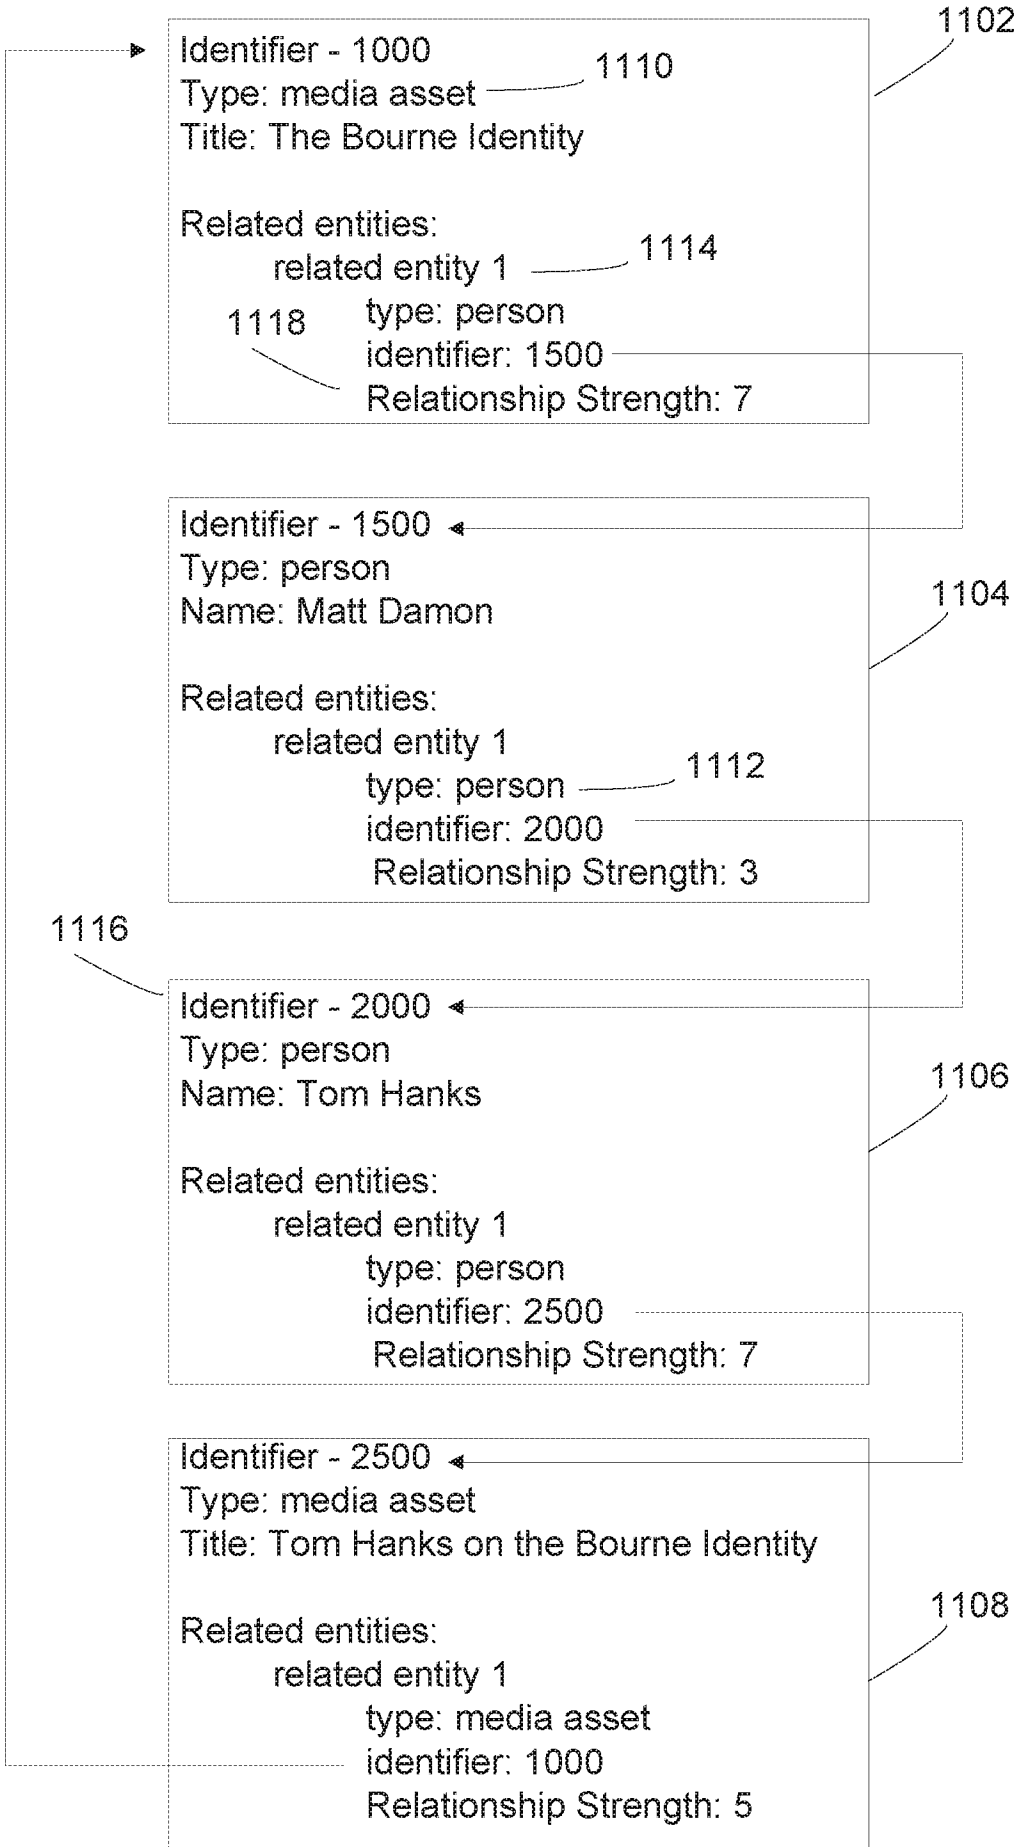 1102
Identifier - 1000
1110
Type: media asset
Title: The Bourne Identity
Related entities:
1114
related entity 1
type: person
1118
identifier: 1500
Relationship Strength: 7
Identifier - 1500
Type: person
1104
Name: Matt Damon
Related entities:
related entity 1
1112
type: person
identifier: 2000
Relationship Strength: 3
1116
Identifier - 2000
Type: person
1106
Name: Tom Hanks
Related entities:
related entity 1
type: person
identifier: 2500
Relationship Strength: 7
Identifier - 2500
Type: media asset
Title: Tom Hanks on the Bourne Identity
1108
Related entities:
related entity 1
type: media asset
identifier: 1000
Relationship Strength: 5